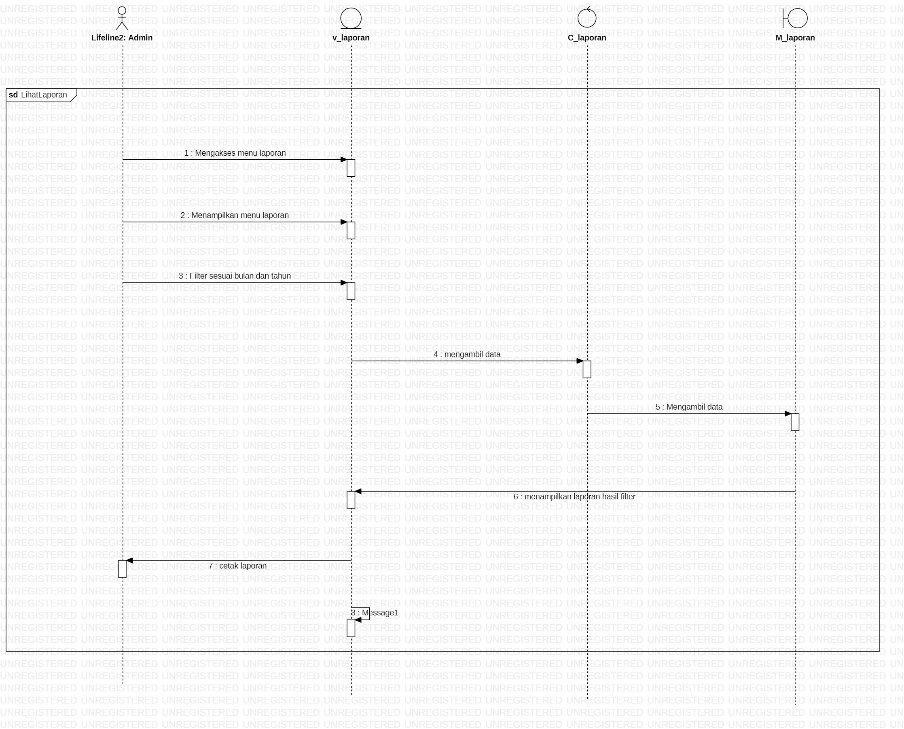 Lifeline2: Admin
v_laporan
C_laporan
M_laporan
sd LihatLaporan
1 : Mengakses menu laporan
2 : Menampilkan menu laporan
3 : Filter sesuai bulan dan tahun
4 : mengambil data
5 : Mengambil data
6 : menampilkan laporan hasil filter
7 : cetak laporan
8 : Message1
UNREGISTERED